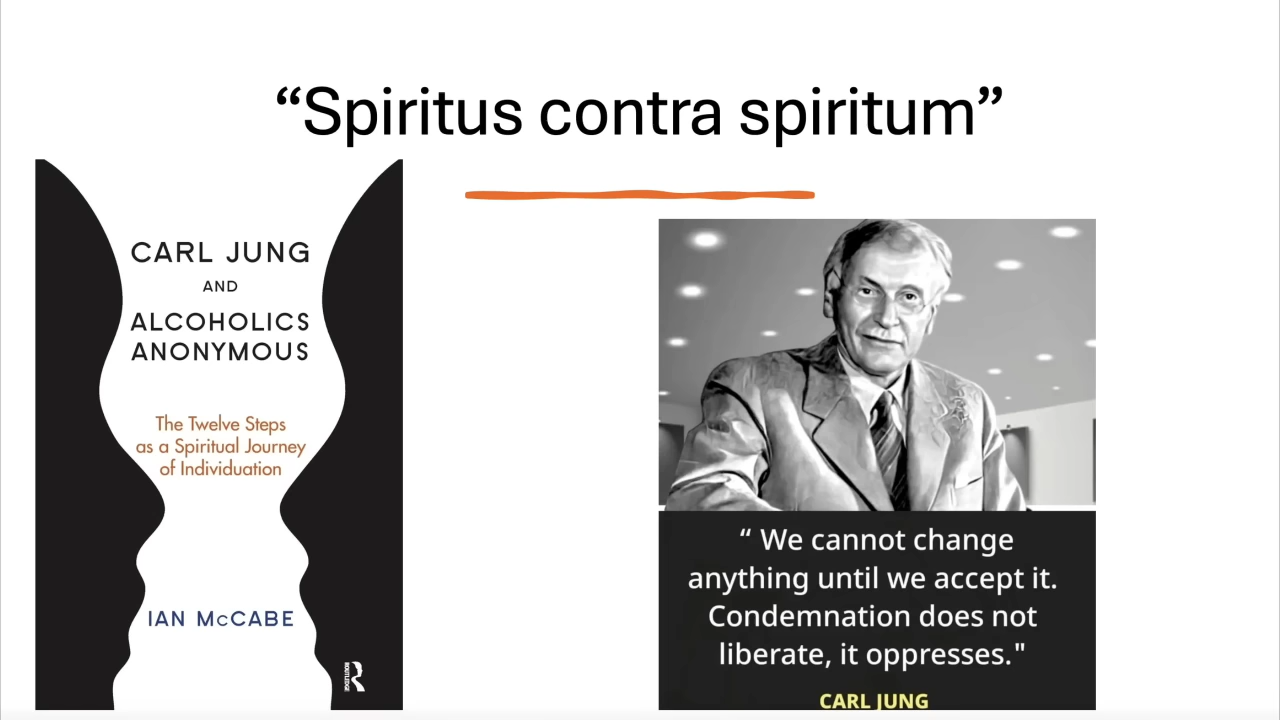 “Spiritus contra spiritum”
CARL JUNG
AND
ALCOHOLICS
ANONYMOUS
The Twelve Steps
as a Spiritual Journey
of Individuation
IAN McCABE
ROUTLEDGE
“ We cannot change
anything until we accept it.
Condemnation does not
liberate, it oppresses."
CARL JUNG